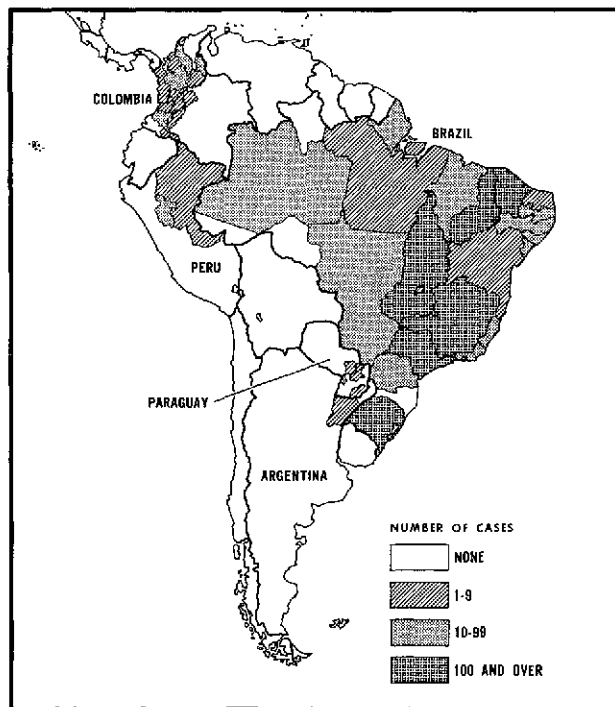 COLOMBIA
BRAZIL
PERU
PARAGUAY
ARGENTINA
NUMBER OF CASES
NONE
1-9
10-99
100 AND OVER